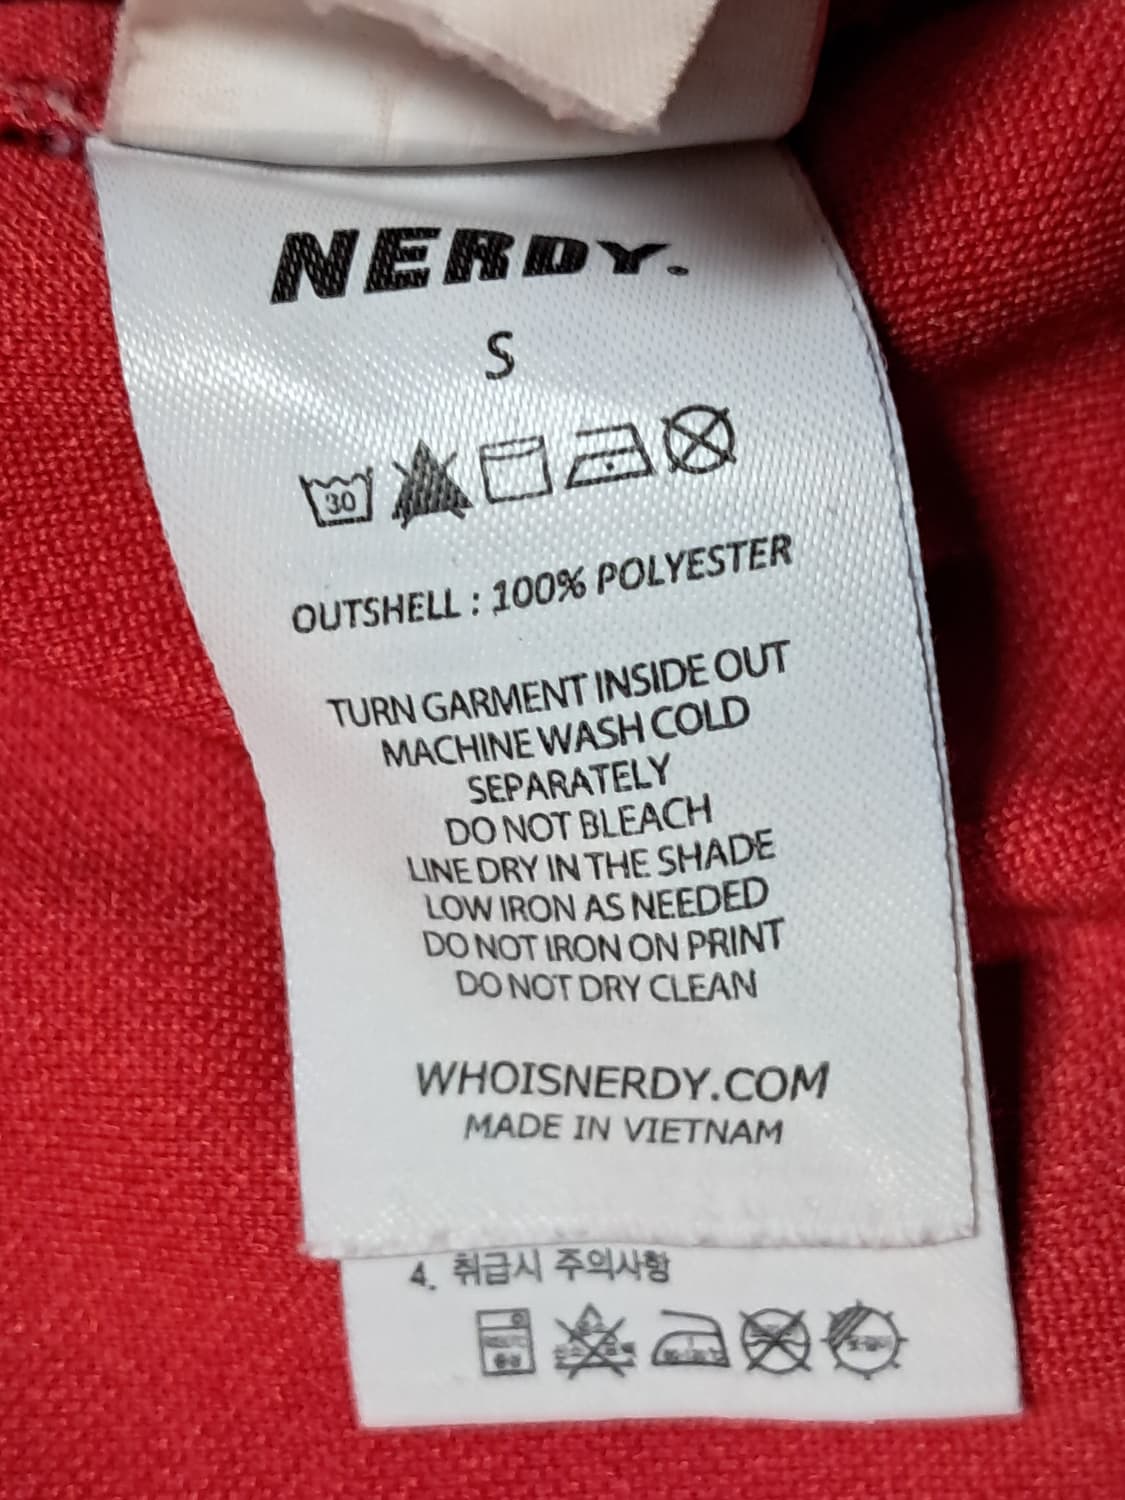 NERDY.
S
30
OUTSHELL : 100% POLYESTER
TURN GARMENT INSIDE OUT
MACHINE WASH COLD
SEPARATELY
DO NOT BLEACH
LINE DRY IN THE SHADE
LOW IRON AS NEEDED
DO NOT IRON ON PRINT
DO NOT DRY CLEAN
WHOISNERDY.COM
MADE IN VIETNAM
4. 취급시 주의사항